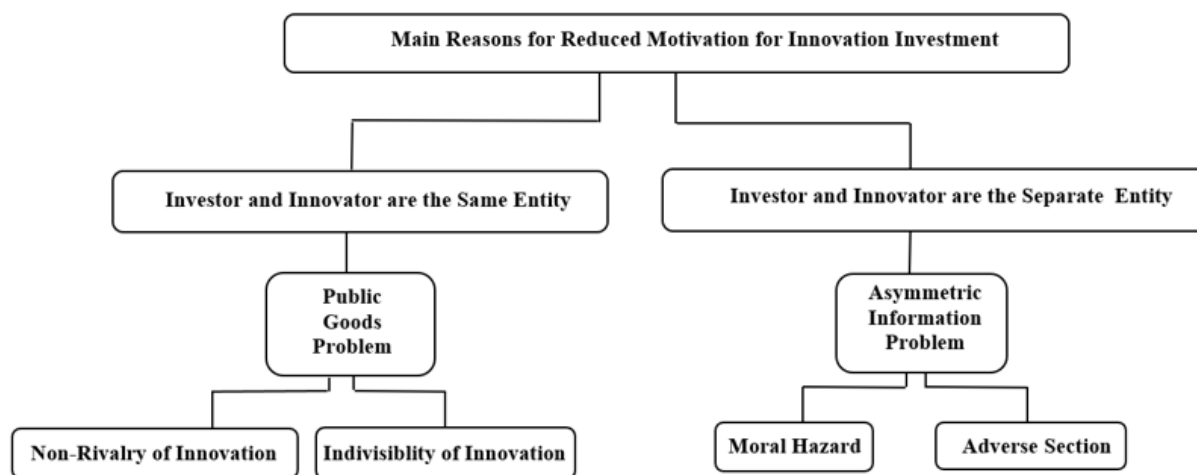 Main Reasons for Reduced Motivation for Innovation Investment
Investor and Innovator are the Same Entity
Investor and Innovator are the Separate Entity
Public
Goods
Problem
Asymmetric
Information
Problem
Non-Rivalry of Innovation
Indivisiblity of Innovation
Moral Hazard
Adverse Section